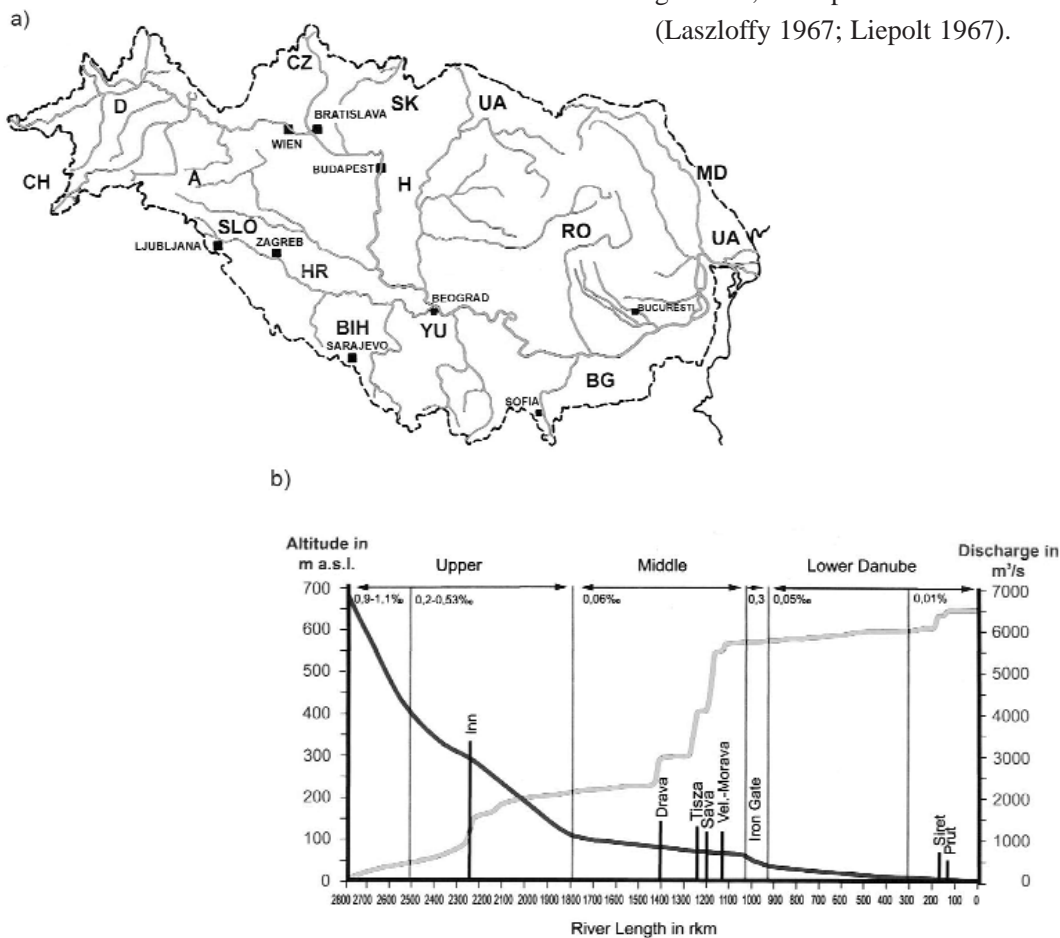 (Laszloffy 1967; Liepolt 1967).
a)
CZ
D
SK
UA
BRATISLAVA
WIEN
BUDAPEST
MD
CH
A
H
SLO
RO
UA
LJUBLJANA
ZAGREB
HR
BEOGRAD
BUCURESTI
BIH
YU
SARAJEVO
BG
SOFIA
b)
Altitude in
m a.s.l.
Upper
Middle
Lower Danube
Discharge in
m³/s
0,9-1,1‰
0,2-0,53‰
0,06‰
0,3
0,05‰
0,01%
700
600
500
400
300
200
100
0
7000
6000
5000
4000
3000
2000
1000
0
Inn
Drava
Tisza
Sava
Vel.-Morava
Iron Gate
Siret
Prut
2800 2700 2600 2500 2400 2300 2200 2100 2000 1900 1800 1700 1600 1500 1400 1300 1200 1100 1000 900 800 700 600 500 400 300 200 100 0
River Length in rkm